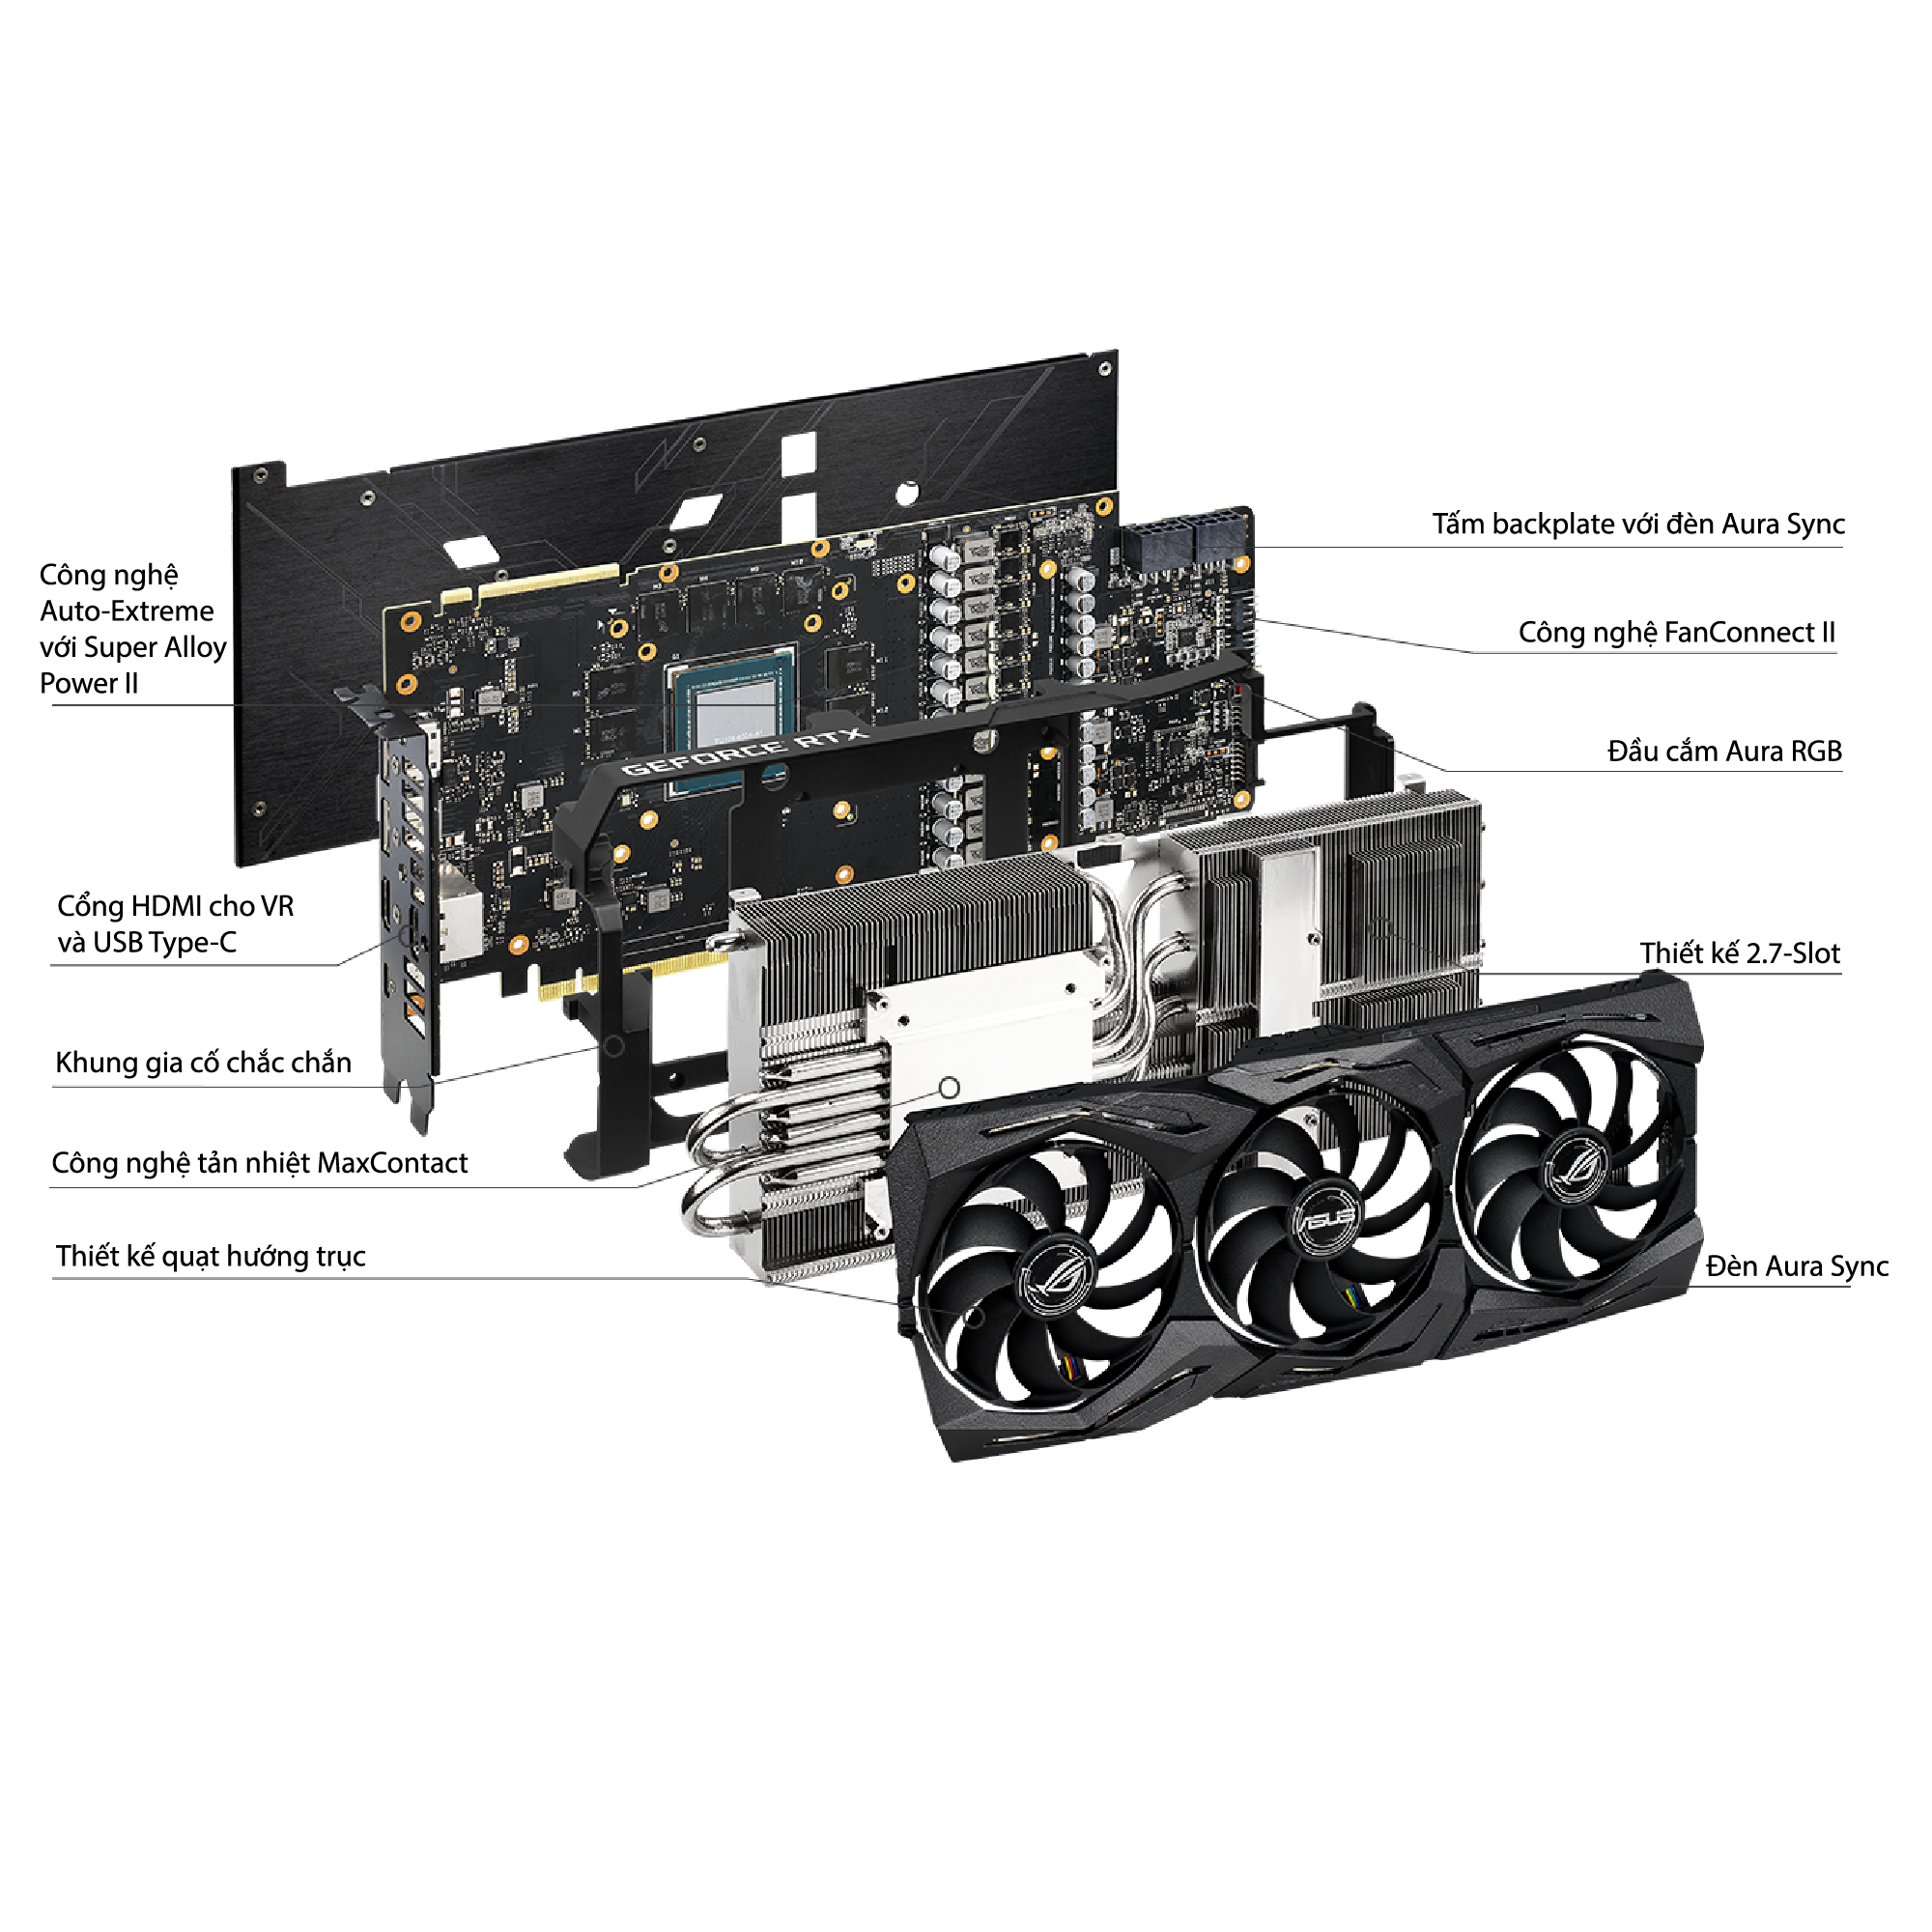 Tấm backplate với đèn Aura Sync
Công nghệ
Auto-Extreme
với Super Alloy
Power II
Công nghệ FanConnect II
Đầu cắm Aura RGB
GEFORCE RTX
Cổng HDMI cho VR
và USB Type-C
Thiết kế 2.7-Slot
Khung gia cố chắc chắn
Công nghệ tản nhiệt MaxContact
ASUS
Thiết kế quạt hướng trục
Đèn Aura Sync